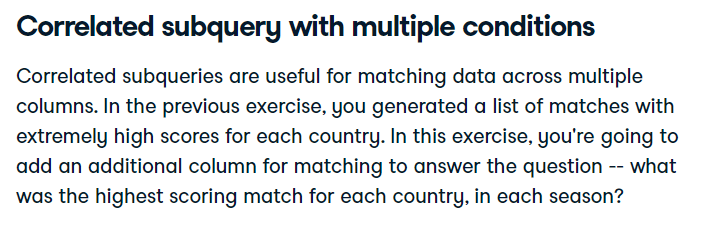 Correlated subquery with multiple conditions
Correlated subqueries are useful for matching data across multiple
columns. In the previous exercise, you generated a list of matches with
extremely high scores for each country. In this exercise, you're going to
add an additional column for matching to answer the question -- what
was the highest scoring match for each country, in each season?